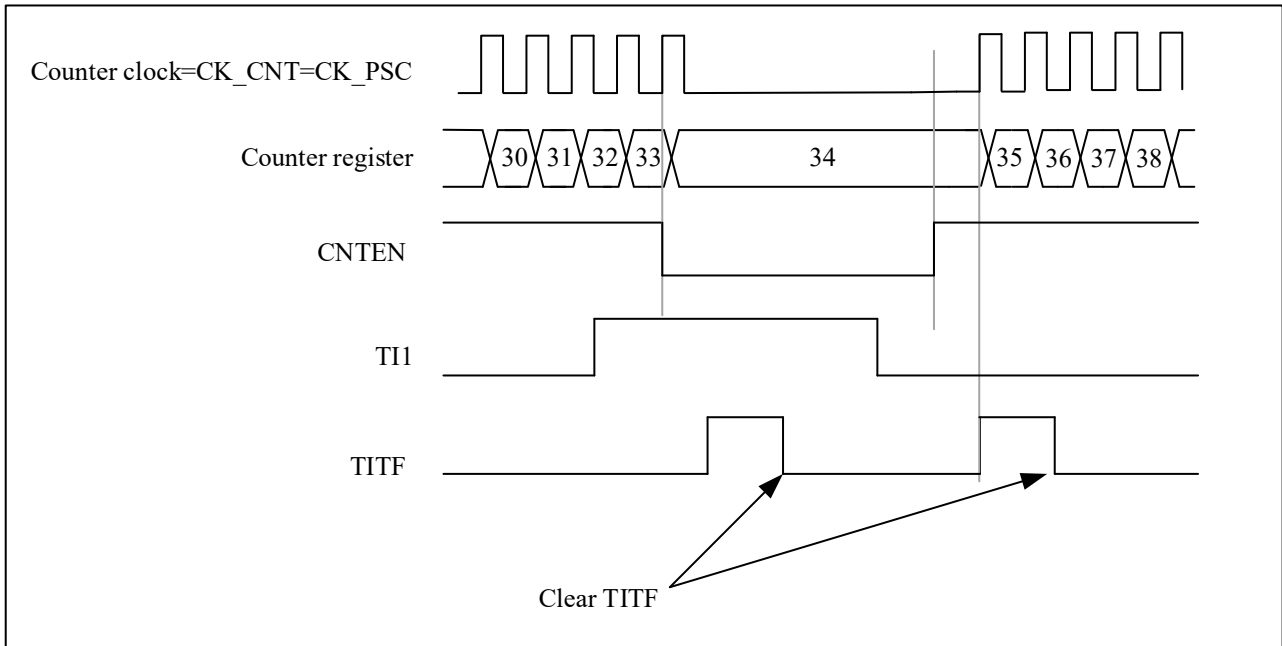 Counter clock=CK_CNT=CK_PSC
Counter register
30 31 32 33 34 35 36 37 38
CNTEN
TI1
TITF
Clear TITF